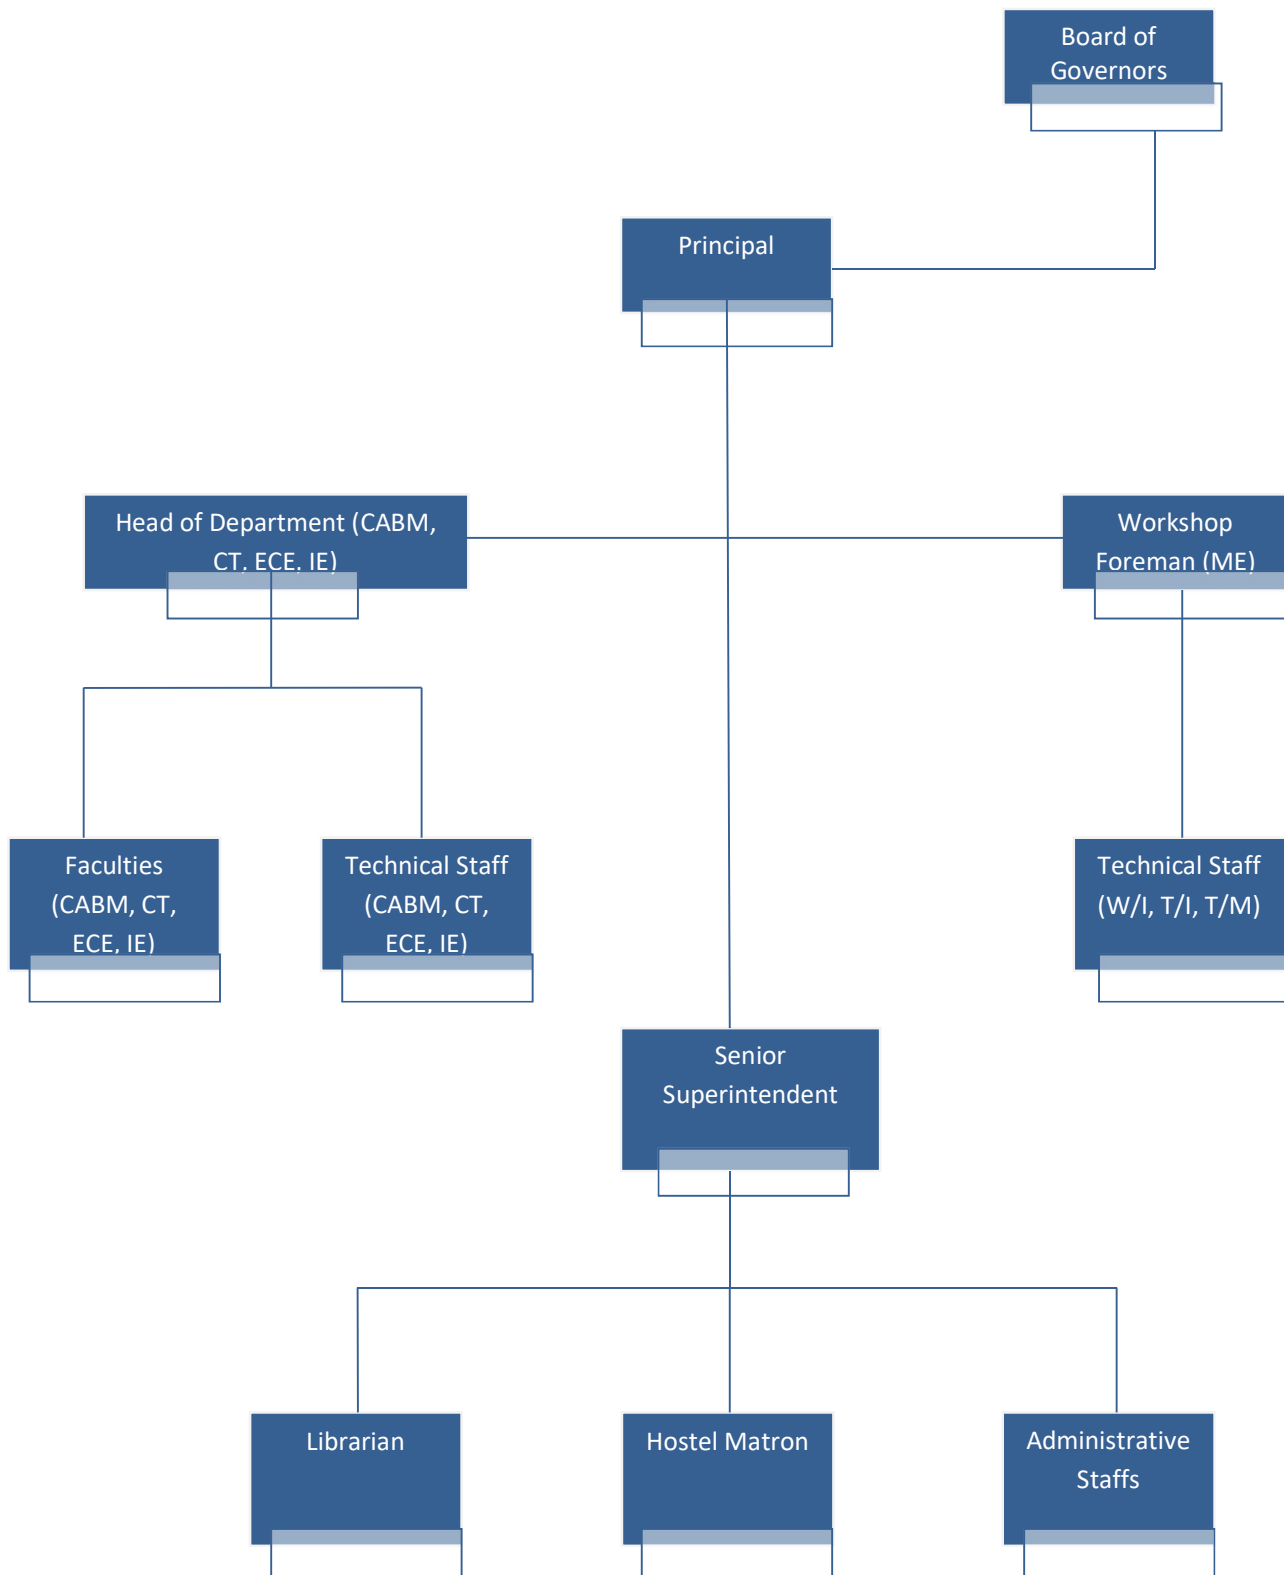 Board of
Governors
Principal
Head of Department (CABM,
CT, ECE, IE)
Workshop
Foreman (ME)
Faculties
(CABM, CT,
ECE, IE)
Technical Staff
(CABM, CT,
ECE, IE)
Technical Staff
(W/I, T/I, T/M)
Senior
Superintendent
Librarian
Hostel Matron
Administrative
Staffs